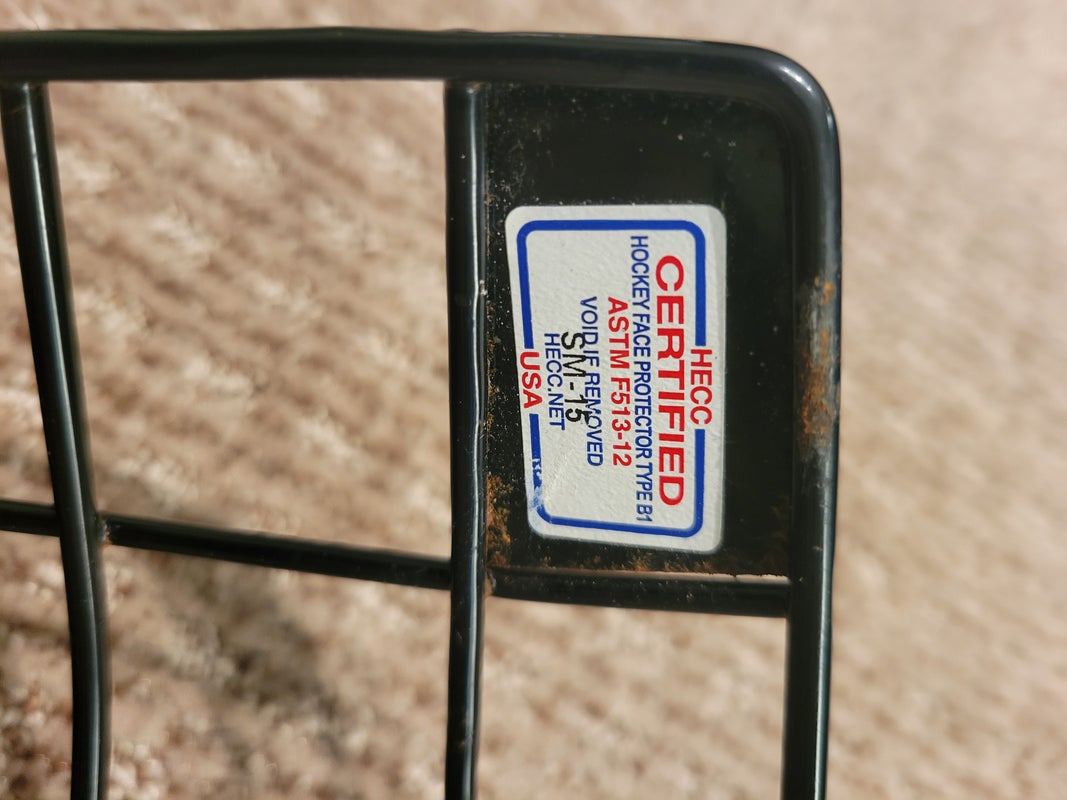 HECC
CERTIFIED
HOCKEY FACE PROTECTOR TYPE B1
ASTM F513-12
VOID IF REMOVED
SM-15
HECC.NET
USA